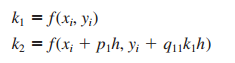 k₁ = f(xᵢ, yᵢ)
k₂ = f(xᵢ + p₁h, yᵢ + q₁₁k₁h)